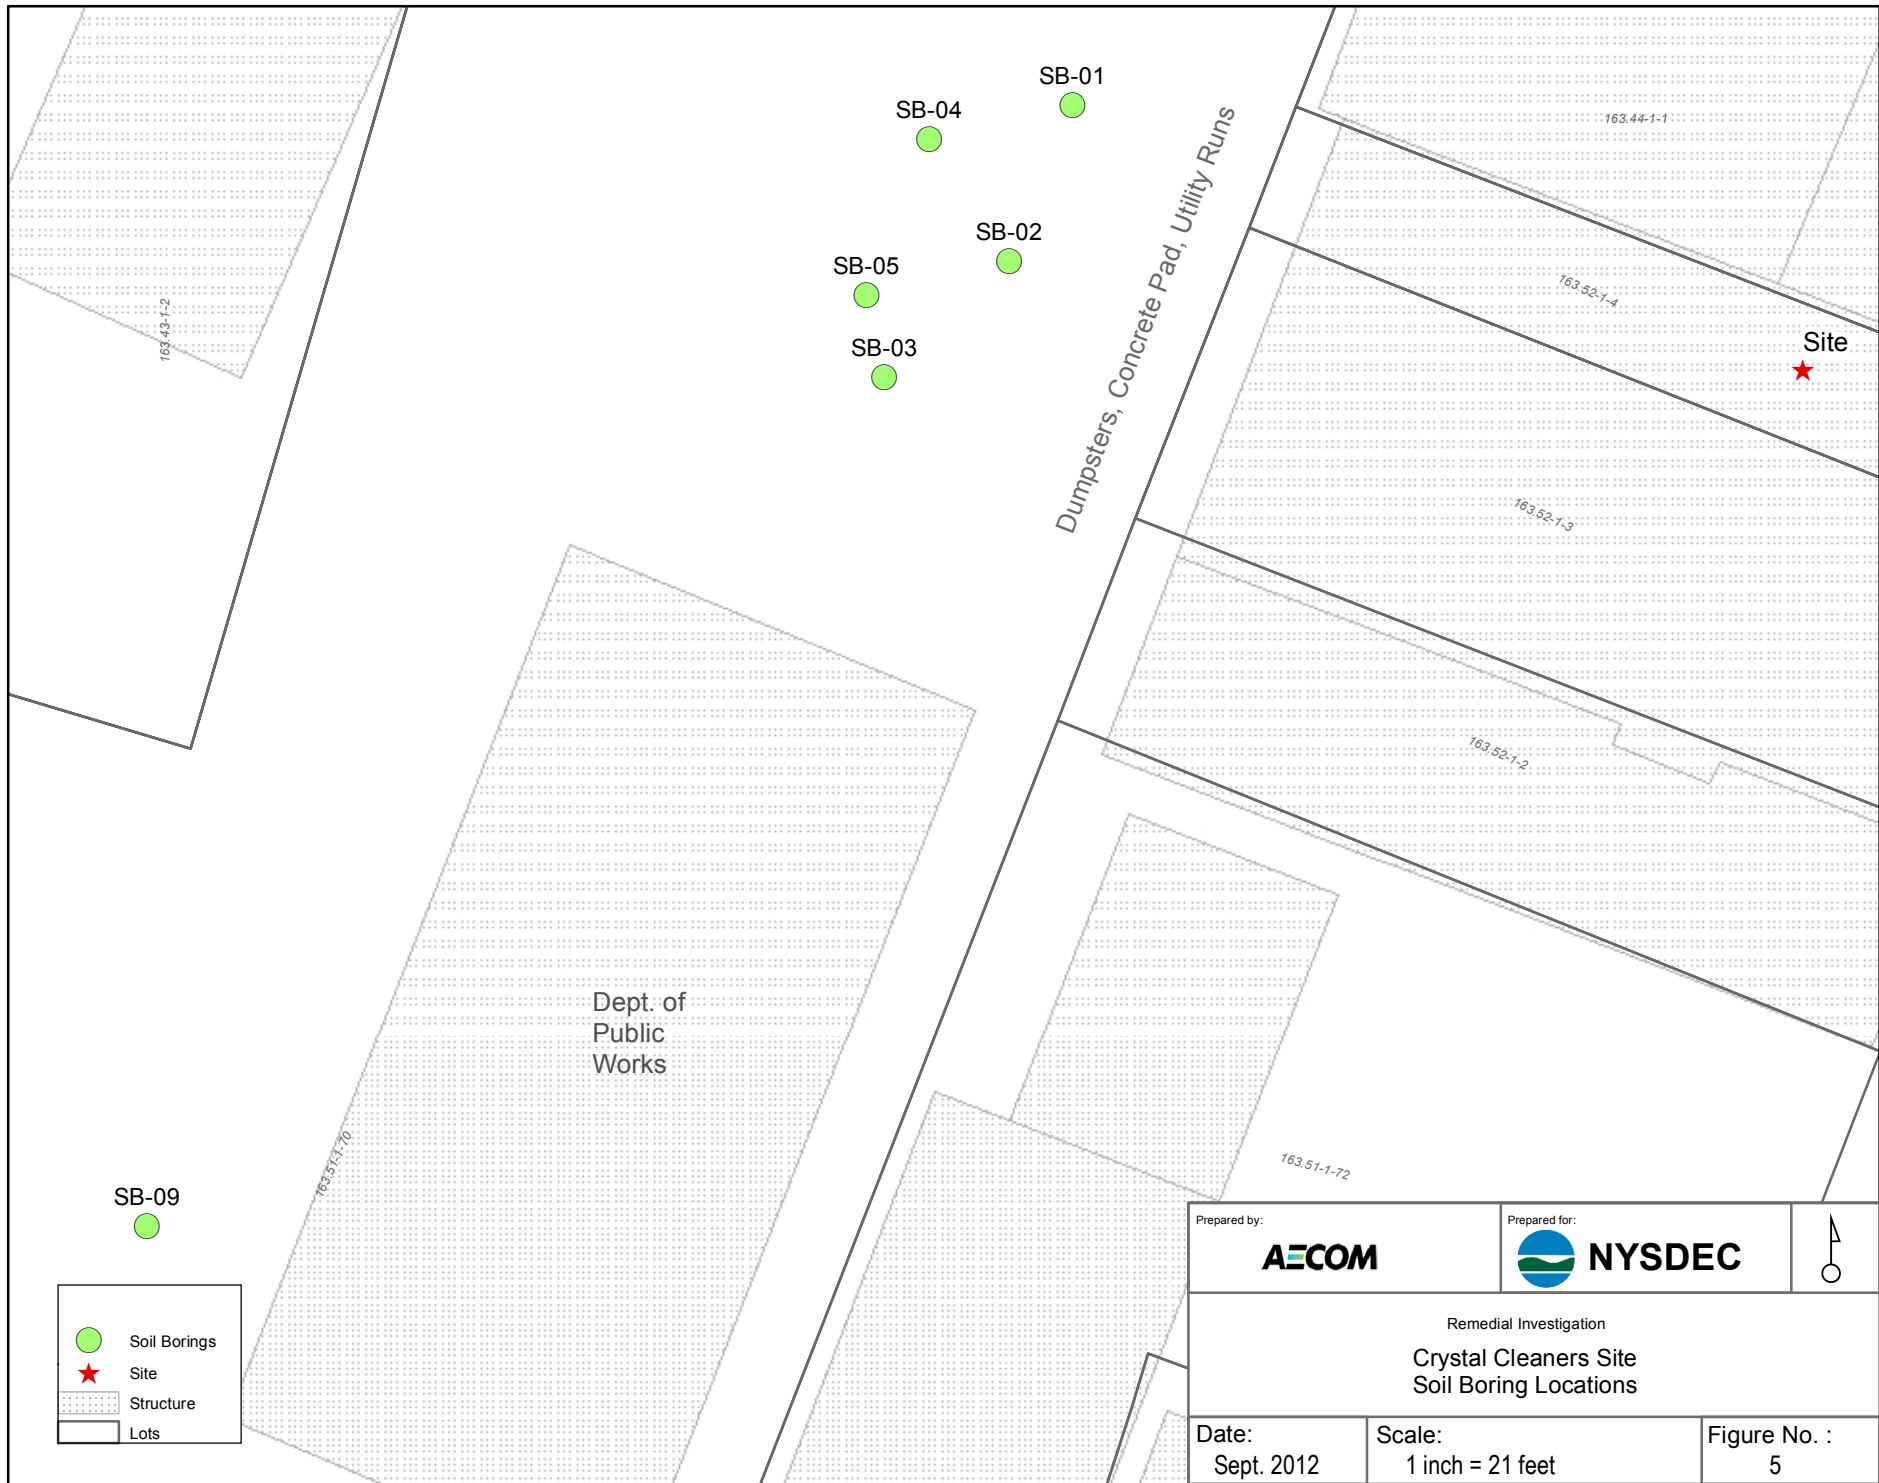 SB-01
SB-04
163.44-1-1
Dumpsters, Concrete Pad, Utility Runs
SB-02
SB-05
163.52-1-4
163.43-1-2
Site
SB-03
163.52-1-3
163.52-1-2
Dept. of
Public
Works
163.51-1-70
163.51-1-72
SB-09
Soil Borings
Site
Structure
Lots
Prepared by:
AECOM
Prepared for:
NYSDEC
Remedial Investigation
Crystal Cleaners Site
Soil Boring Locations
Date:
Sept. 2012
Scale:
1 inch = 21 feet
Figure No. :
5